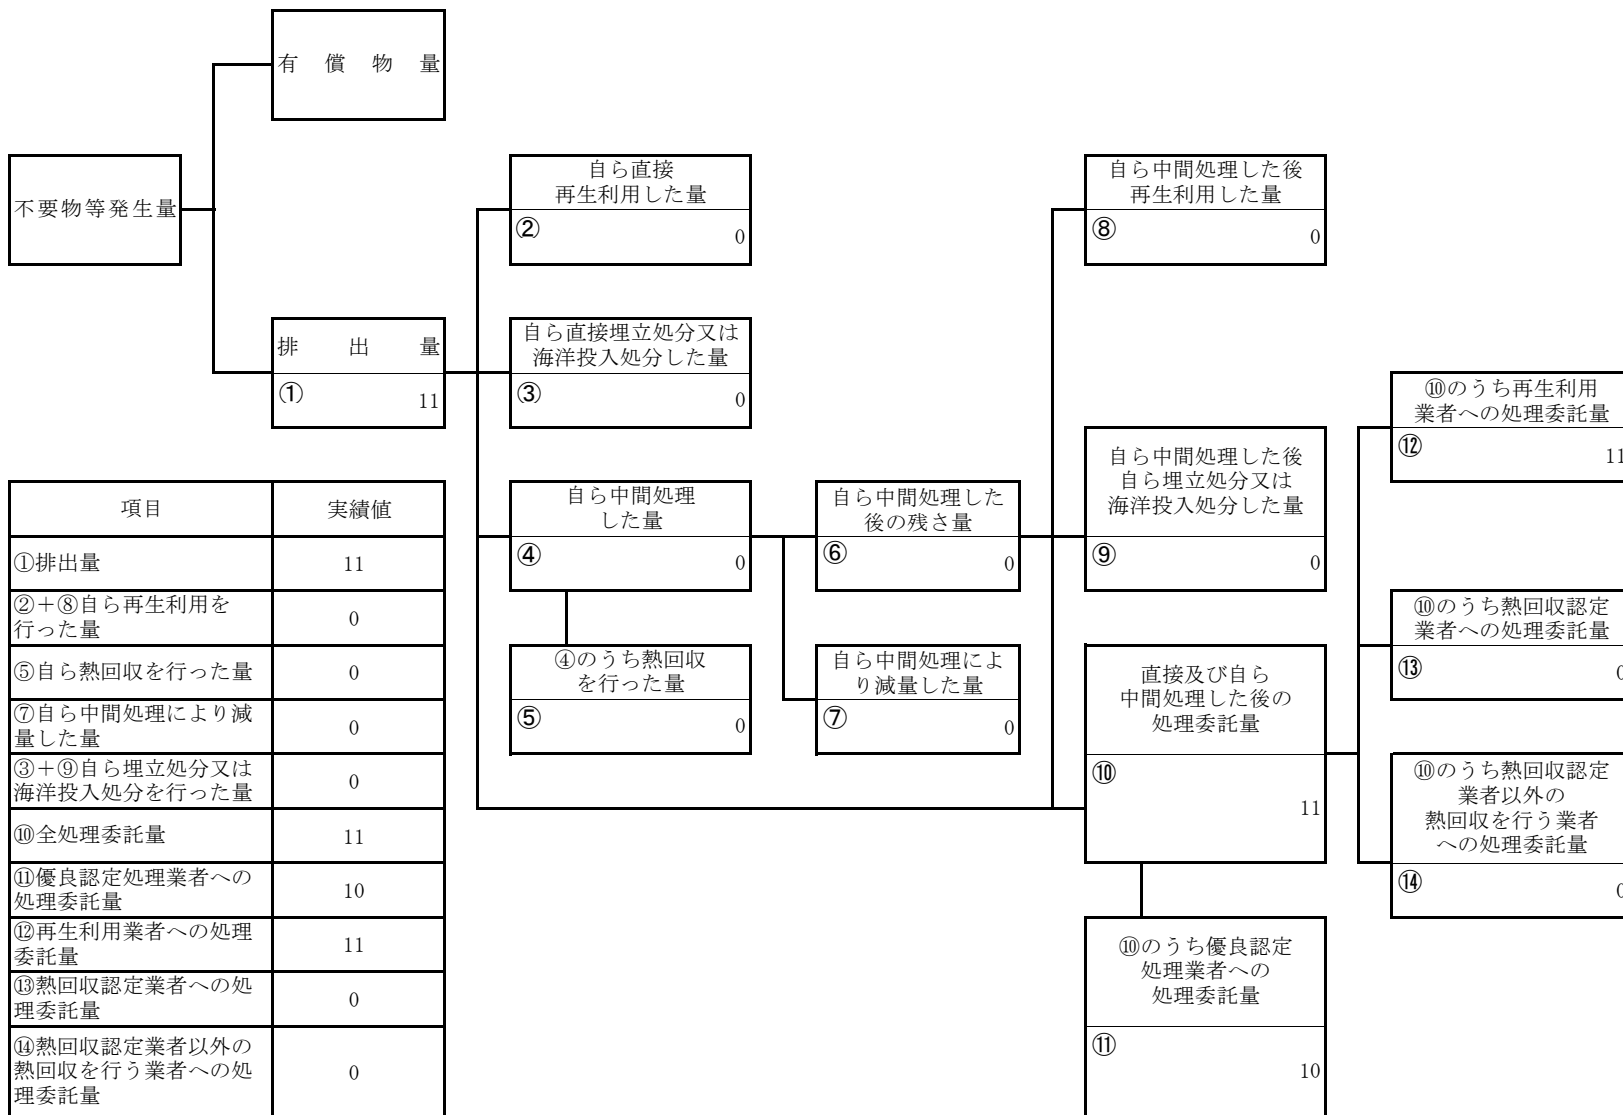 有償物量
不要物等発生量
排出量
①
11
自ら直接
再生利用した量
②
0
自ら直接埋立処分又は
海洋投入処分した量
③
0
自ら中間処理
した量
④
0
④のうち熱回収
を行った量
⑤
0
自ら中間処理した
後の残さ量
⑥
0
自ら中間処理によ
り減量した量
⑦
0
自ら中間処理した後
再生利用した量
⑧
0
自ら中間処理した後
自ら埋立処分又は
海洋投入処分した量
⑨
0
直接及び自ら
中間処理した後の
処理委託量
⑩
11
⑩のうち優良認定
処理業者への
処理委託量
⑪
10
⑩のうち再生利用
業者への処理委託量
⑫
11
⑩のうち熱回収認定
業者への処理委託量
⑬
0
⑩のうち熱回収認定
業者以外の
熱回収を行う業者
への処理委託量
⑭
0
項目 実績値
①排出量 11
②+⑧自ら再生利用を
行った量 0
⑤自ら熱回収を行った量 0
⑦自ら中間処理により減
量した量 0
③+⑨自ら埋立処分又は
海洋投入処分を行った量 0
⑩全処理委託量 11
⑪優良認定処理業者への
処理委託量 10
⑫再生利用業者への処理
委託量 11
⑬熱回収認定業者への処
理委託量 0
⑭熱回収認定業者以外の
熱回収を行う業者への処
理委託量 0